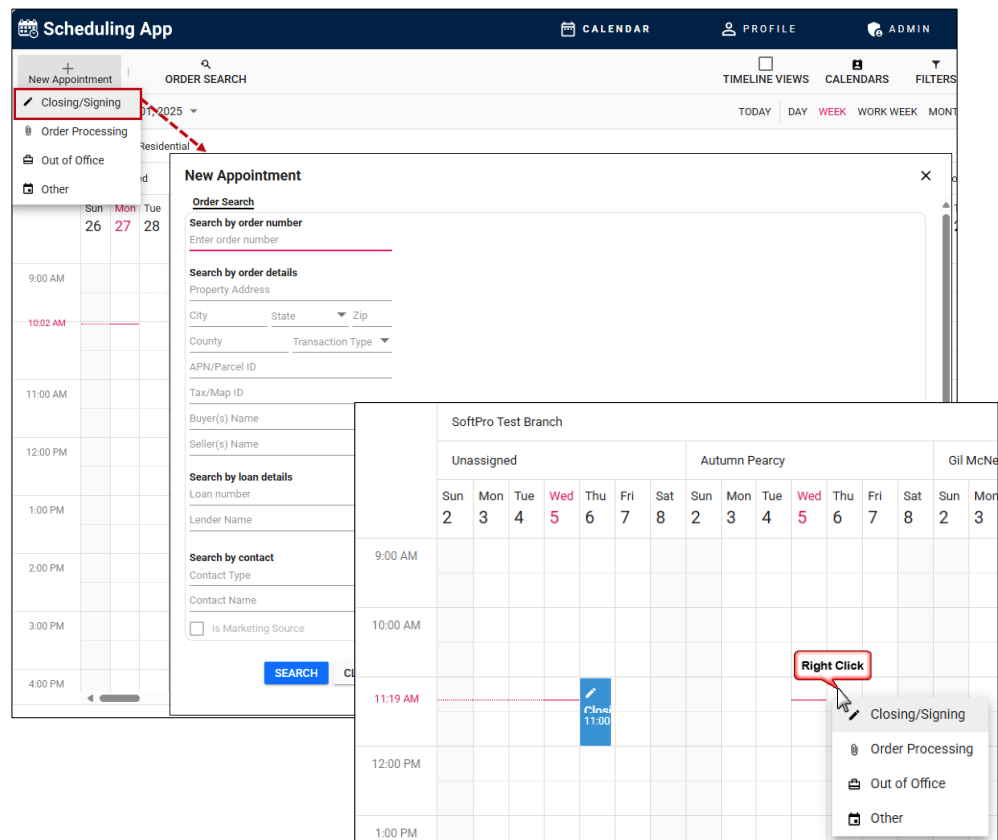 Scheduling App
CALENDAR
PROFILE
ADMIN
New Appointment
ORDER SEARCH
TIMELINE VIEWS
CALENDARS
FILTERS
Closing/Signing
Order Processing
Out of Office
Other
01, 2025
TODAY DAY WEEK WORK WEEK MONT
Residential
Sun Mon Tue
26 27 28
9:00 AM
10:02 AM
11:00 AM
12:00 PM
1:00 PM
2:00 PM
3:00 PM
4:00 PM
New Appointment
Order Search
Search by order number
Enter order number
Search by order details
Property Address
City State Zip
County Transaction Type
APN/Parcel ID
Tax/Map ID
Buyer(s) Name
Seller(s) Name
Search by loan details
Loan number
Lender Name
Search by contact
Contact Type
Contact Name
Is Marketing Source
SEARCH CL
SoftPro Test Branch
Unassigned Autumn Pearcy Gil McNe
Sun Mon Tue Wed Thu Fri Sat Sun Mon Tue Wed Thu Fri Sat Sun Mon
2 3 4 5 6 7 8 2 3 4 5 6 7 8 2 3
9:00 AM
10:00 AM
11:19 AM
12:00 PM
1:00 PM
Closi
11:00
Right Click
Closing/Signing
Order Processing
Out of Office
Other